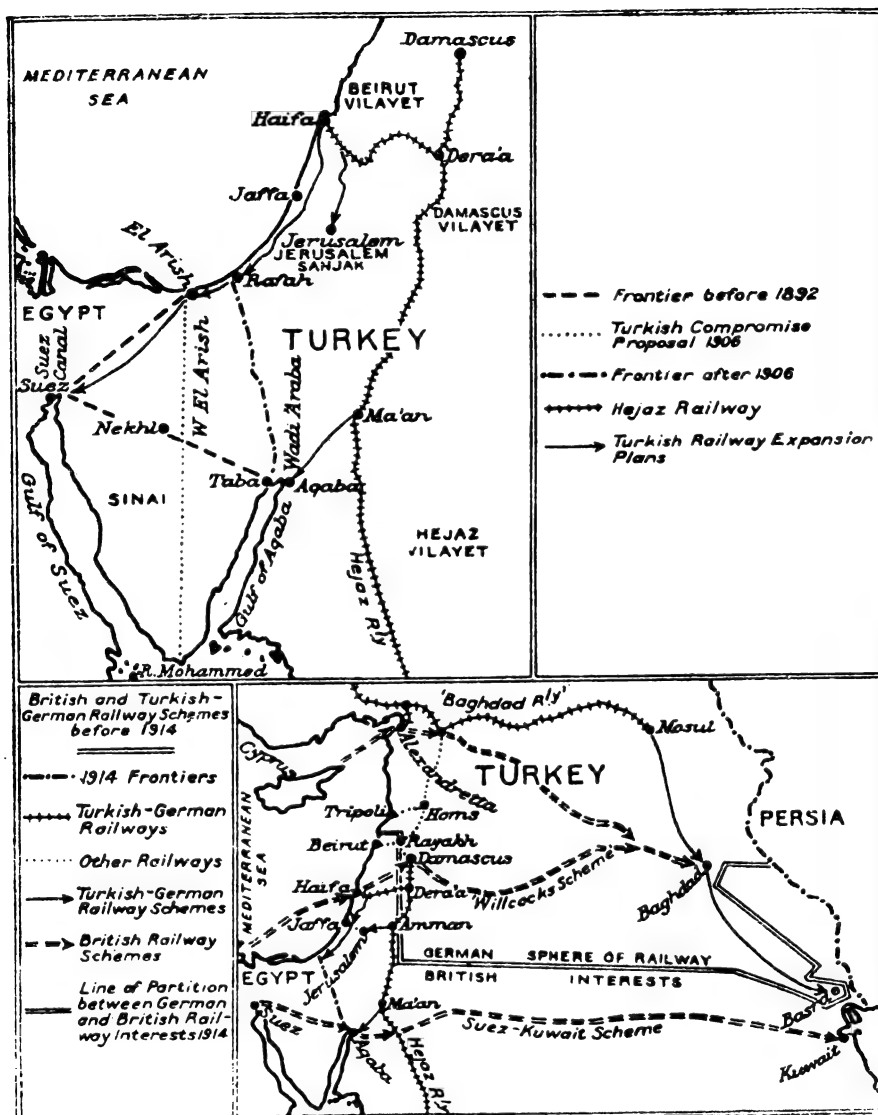 MEDITERRANEAN
SEA
Damascus
BEIRUT
VILAYET
Haifa
Dera'a
Jaffa
DAMASCUS
VILAYET
Jerusalem
JERUSALEM
SANJAK
El Arish
Rafah
EGYPT
TURKEY
Suez
Canal
Suez
W El Arish
Wadi Araba
Ma'an
Nekhl
Taba
Aqaba
SINAI
Gulf of Suez
Gulf of Aqaba
HEJAZ
VILAYET
Hejaz Rly
R. Mohammed
Frontier before 1892
Turkish Compromise
Proposal 1906
Frontier after 1906
Hejaz Railway
Turkish Railway Expansion
Plans
British and Turkish-
German Railway Schemes
before 1914
1914 Frontiers
Turkish-German
Railways
Other Railways
Turkish-German
Railway Schemes
British Railway
Schemes
Line of Partition
between German
and British Rail-
way Interests 1914
'Baghdad Rly'
Mosul
Cyprus
Alexandretta
TURKEY
Tripoli
Homs
PERSIA
MEDITERRANEAN
SEA
Beirut
Rayakh
Damascus
Haifa
Dera'a
Willcocks Scheme
Baghdad
Jaffa
Amman
Jerusalem
GERMAN SPHERE OF RAILWAY
BRITISH INTERESTS
EGYPT
Basra
Suez
Ma'an
Suez-Kuwait Scheme
Aqaba
Hejaz Rly
Kuwait